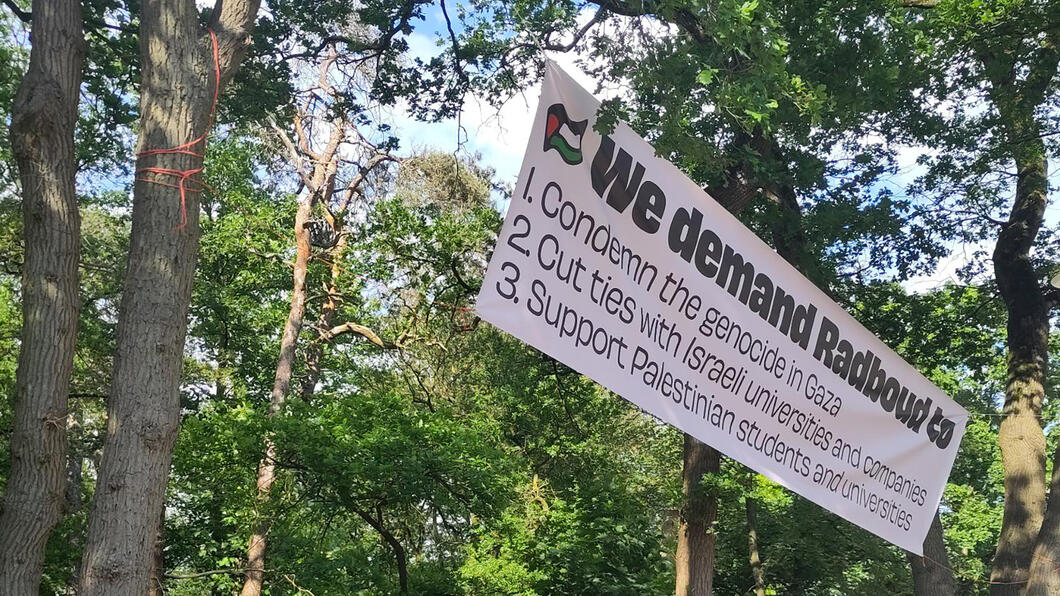 We demand Radboud to
1. Condemn the genocide in Gaza
2. Cut ties with Israeli universities and companies
3. Support Palestinian students and universities